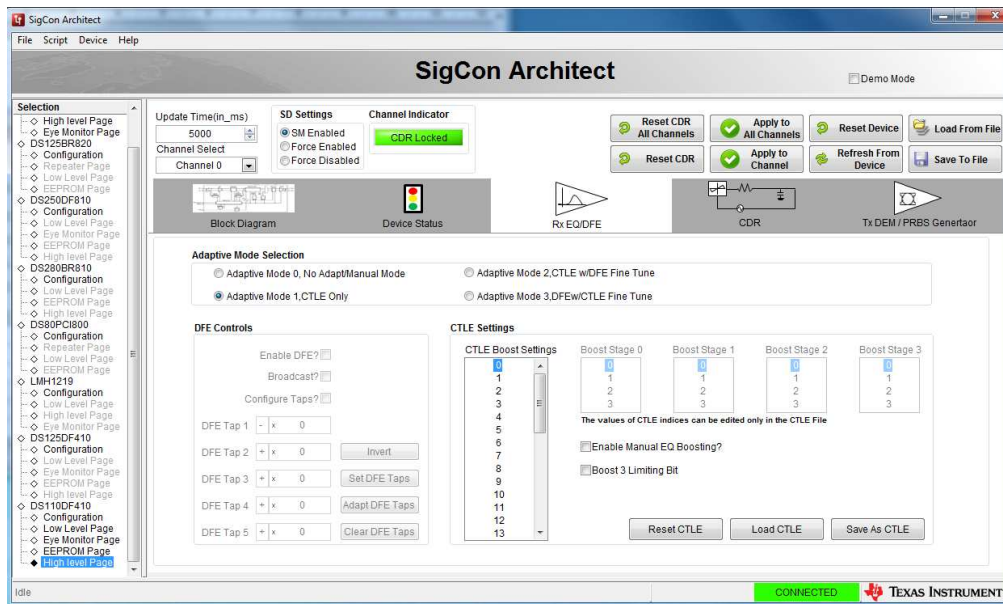 SigCon Architect
File Script Device Help
SigCon Architect
Demo Mode
Selection
High level Page
Eye Monitor Page
DS125BR820
Configuration
Repeater Page
Low Level Page
EEPROM Page
DS250DF810
Configuration
Low Level Page
Eye Monitor Page
EEPROM Page
High level Page
DS280BR810
Configuration
Low Level Page
EEPROM Page
High level Page
DS80PCI800
Configuration
Repeater Page
Low Level Page
EEPROM Page
LMH1219
Configuration
Low Level Page
High level Page
Eye Monitor Page
DS125DF410
Configuration
Low Level Page
Eye Monitor Page
EEPROM Page
High level Page
DS110DF410
Configuration
Low Level Page
Eye Monitor Page
EEPROM Page
High level Page
Update Time(in_ms)
5000
Channel Select
Channel 0
SD Settings
SM Enabled
Force Enabled
Force Disabled
Channel Indicator
CDR Locked
Reset CDR
All Channels
Apply to
All Channels
Reset Device
Load From File
Reset CDR
Apply to
Channel
Refresh From
Device
Save To File
Block Diagram
Device Status
Rx EQ/DFE
CDR
Tx DEM / PRBS Genertaor
Adaptive Mode Selection
Adaptive Mode 0, No Adapt/Manual Mode
Adaptive Mode 2,CTLE w/DFE Fine Tune
Adaptive Mode 1,CTLE Only
Adaptive Mode 3,DFEw/CTLE Fine Tune
DFE Controls
Enable DFE?
Broadcast?
Configure Taps?
DFE Tap 1 - x 0
DFE Tap 2 + x 0 Invert
DFE Tap 3 + x 0 Set DFE Taps
DFE Tap 4 + x 0 Adapt DFE Taps
DFE Tap 5 + x 0 Clear DFE Taps
CTLE Settings
CTLE Boost Settings
0
1
2
3
4
5
6
7
8
9
10
11
12
13
Boost Stage 0 Boost Stage 1 Boost Stage 2 Boost Stage 3
0 0 0 0
1 1 1 1
2 2 2 2
3 3 3 3
The values of CTLE indices can be edited only in the CTLE File
Enable Manual EQ Boosting?
Boost 3 Limiting Bit
Reset CTLE Load CTLE Save As CTLE
Idle
CONNECTED
TEXAS INSTRUMENT